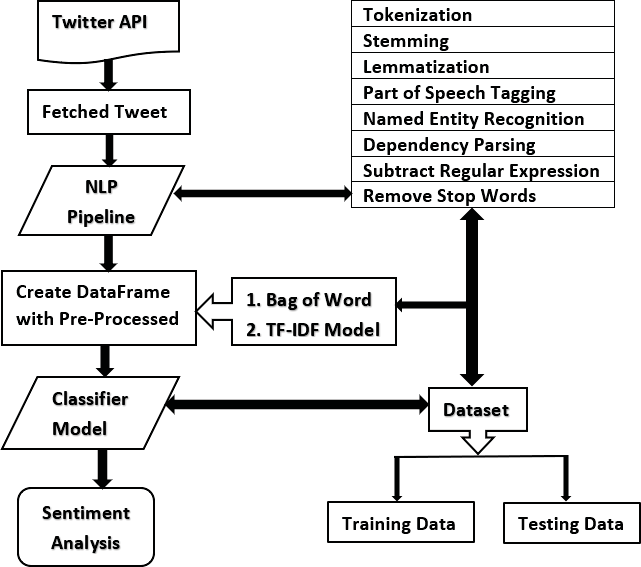 Twitter API
Fetched Tweet
NLP
Pipeline
Create DataFrame
with Pre-Processed
Classifier
Model
Sentiment
Analysis
Tokenization
Stemming
Lemmatization
Part of Speech Tagging
Named Entity Recognition
Dependency Parsing
Subtract Regular Expression
Remove Stop Words
1. Bag of Word
2. TF-IDF Model
Dataset
Training Data
Testing Data